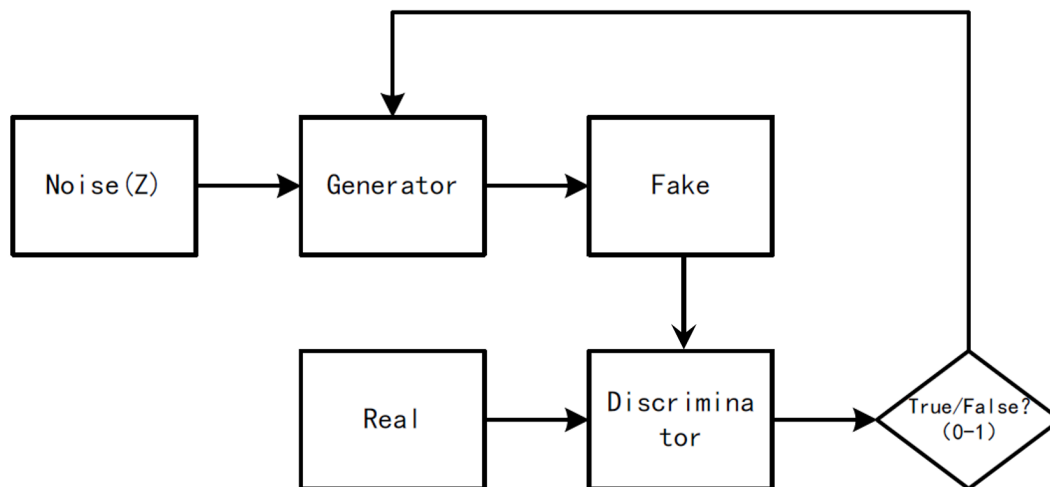 Noise(Z)
Generator
Fake
Real
Discrimina
tor
True/False?
(0-1)